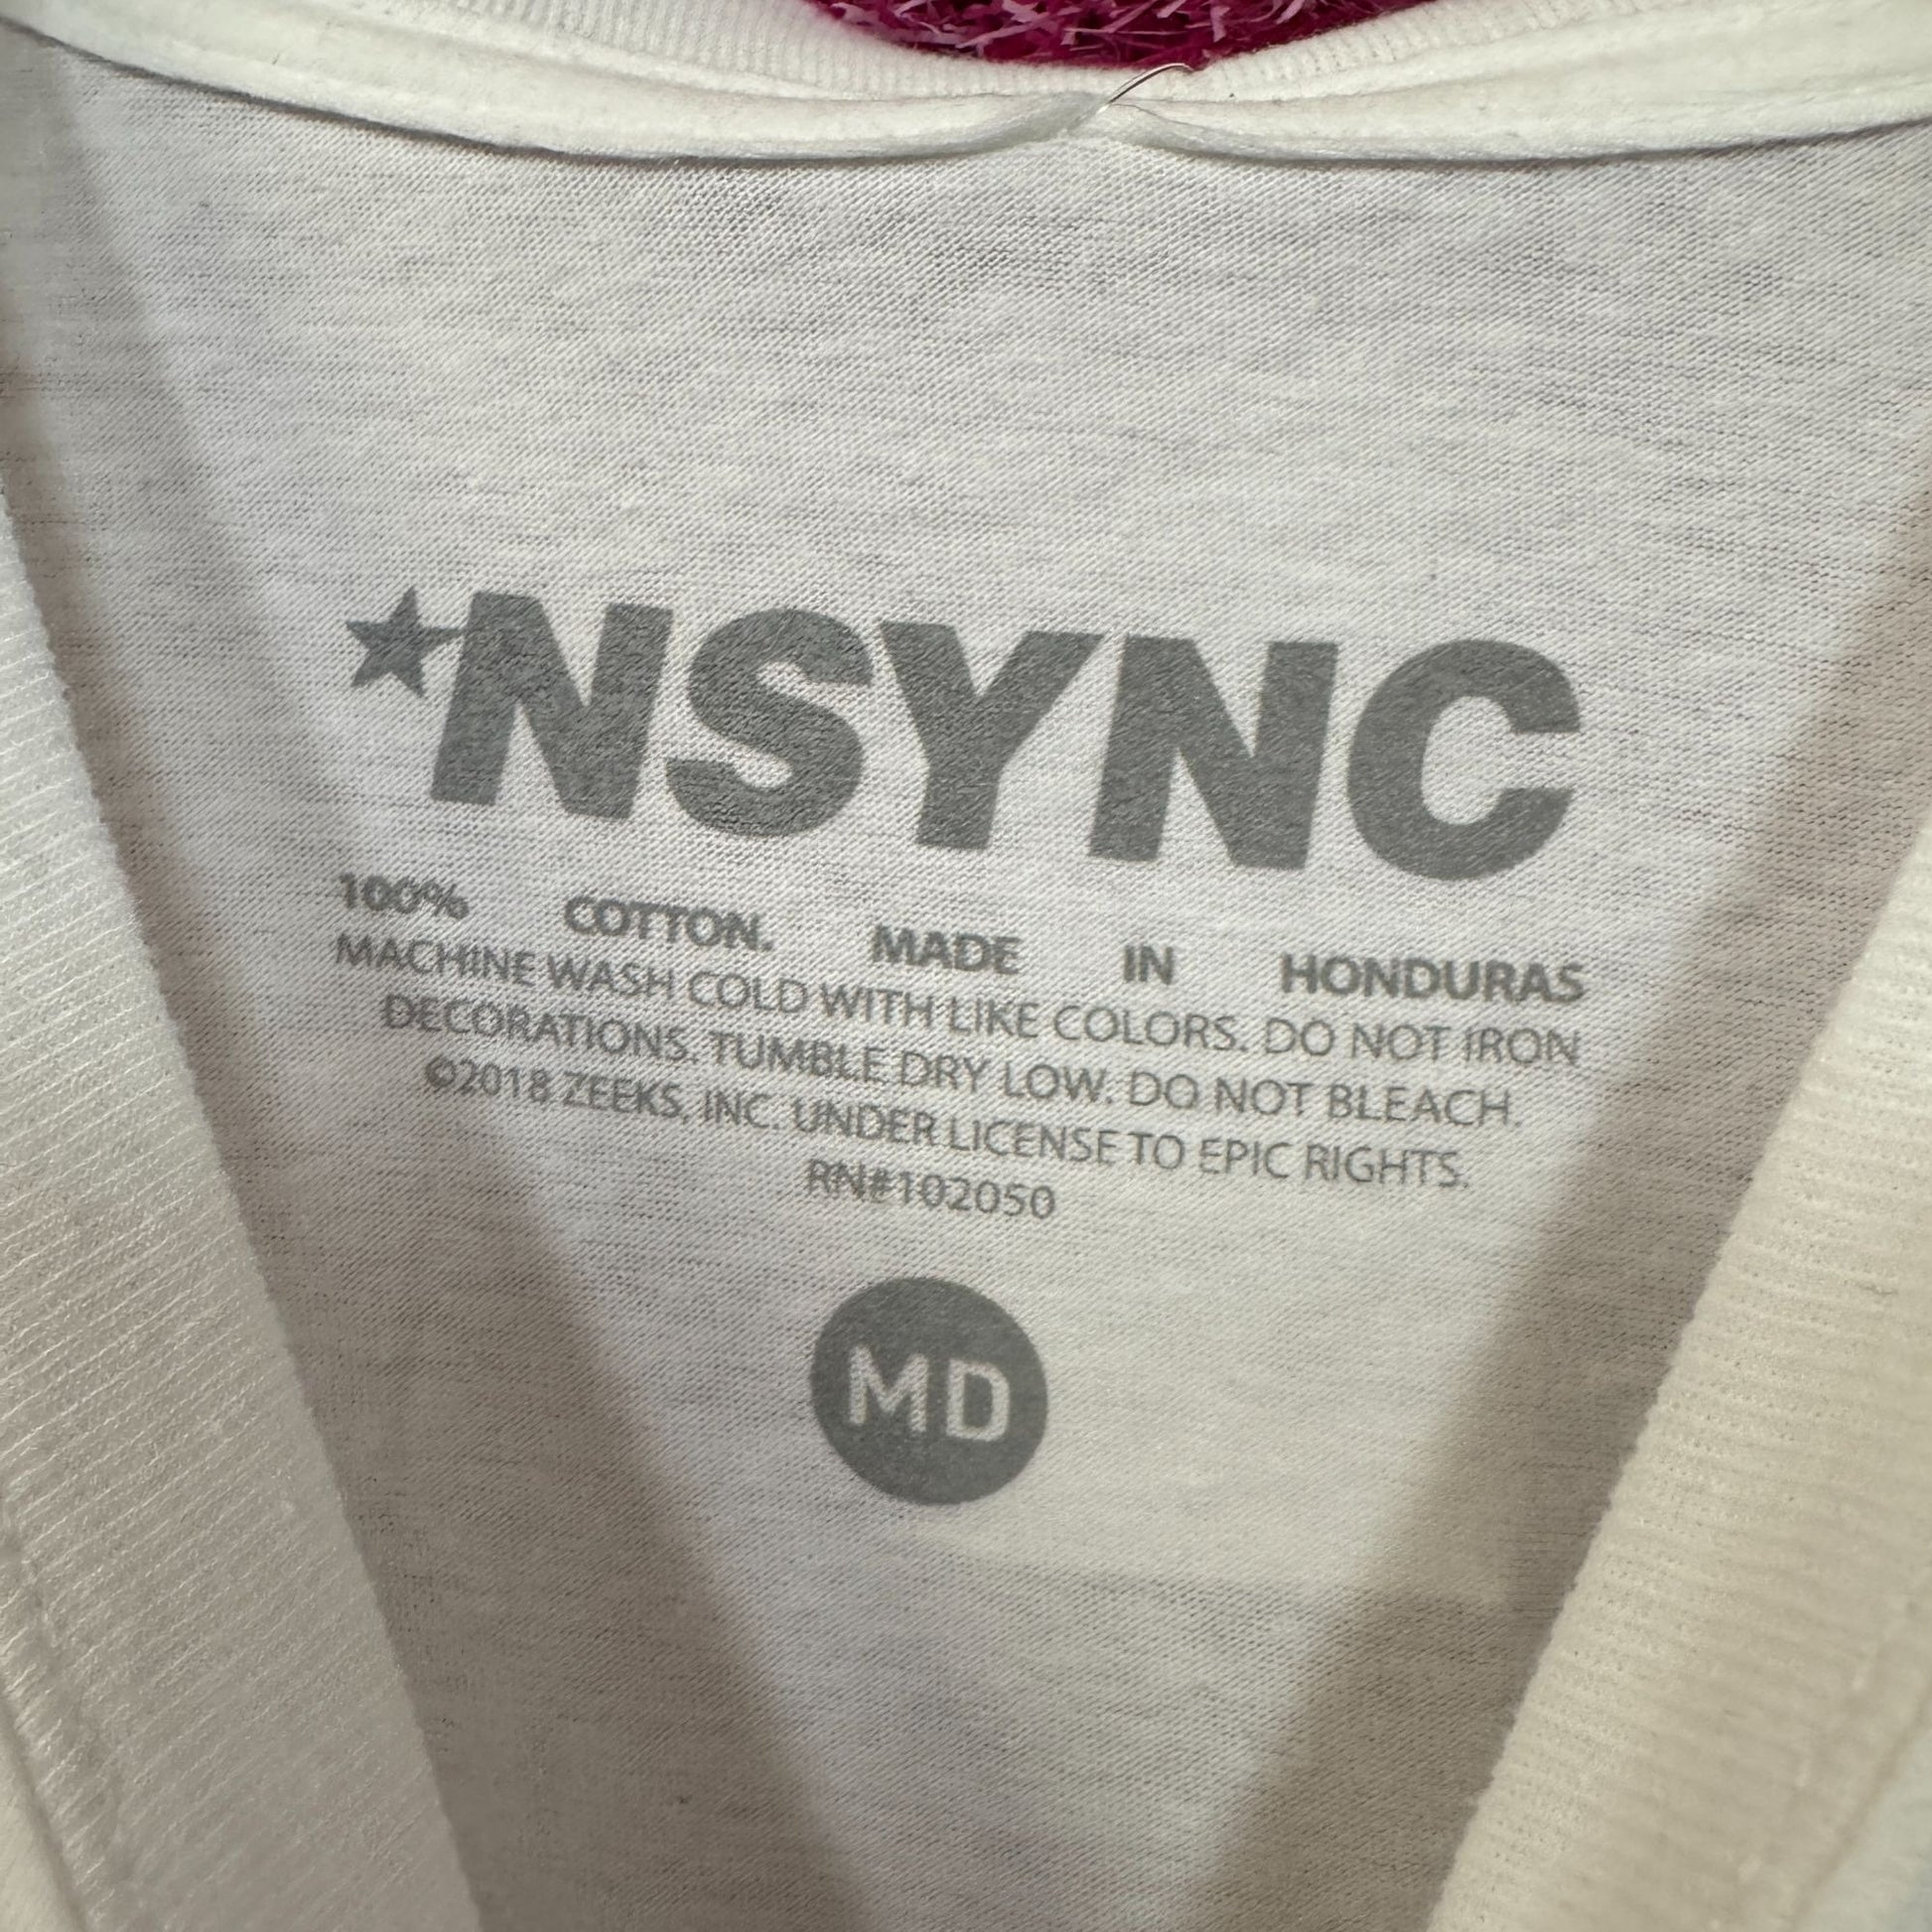 ★NSYNC
100% COTTON. MADE IN HONDURAS
MACHINE WASH COLD WITH LIKE COLORS. DO NOT IRON
DECORATIONS. TUMBLE DRY LOW. DO NOT BLEACH.
©2018 ZEEKS, INC. UNDER LICENSE TO EPIC RIGHTS.
RN#102050
MD